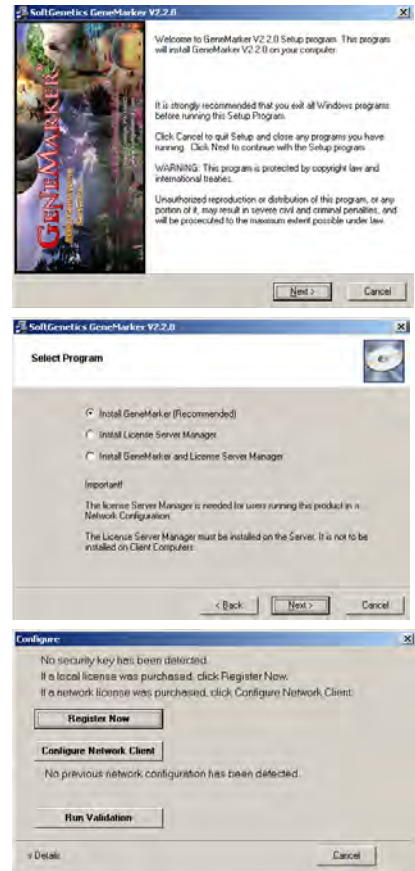 SoftGenetics GeneMarker V2.2.0
Welcome to GeneMarker V2.2.0 Setup program. This program
will install GeneMarker V2.2.0 on your computer.
It is strongly recommended that you exit all Windows programs
before running this Setup Program.
Click Cancel to quit Setup and close any programs you have
running. Click Next to continue with the Setup program.
WARNING: This program is protected by copyright law and
international treaties.
Unauthorized reproduction or distribution of this program, or any
portion of it, may result in severe civil and criminal penalties, and
will be prosecuted to the maximum extent possible under law.
GENEMARKER
Next >
Cancel
SoftGenetics GeneMarker V2.2.0
Select Program
Install GeneMarker (Recommended)
Install License Server Manager
Install GeneMarker and License Server Manager
Important!
The license Server Manager is needed for users running this product in a
Network Configuration.
The License Server Manager must be installed on the Server. It is not to be
installed on Client Computers.
< Back
Next >
Cancel
Configure
No security key has been detected.
If a local license was purchased, click Register Now.
If a network license was purchased, click Configure Network Client.
Register Now
Configure Network Client
No previous network configuration has been detected.
Run Validation
v Details
Cancel